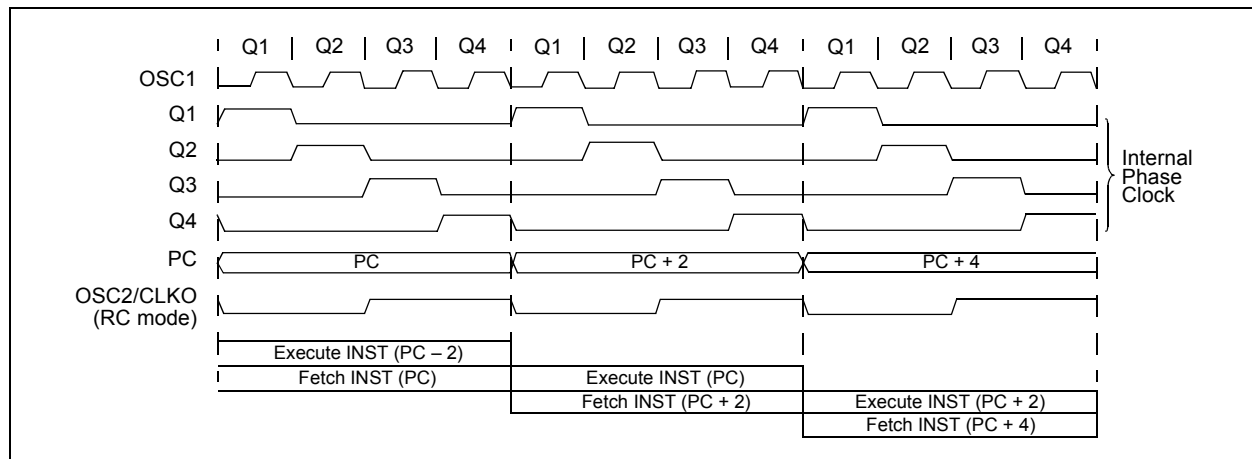 Q1 Q2 Q3 Q4 Q1 Q2 Q3 Q4 Q1 Q2 Q3 Q4
OSC1
Q1
Q2
Q3
Q4
Internal
Phase
Clock
PC PC PC + 2 PC + 4
OSC2/CLKO
(RC mode)
Execute INST (PC – 2)
Fetch INST (PC) Execute INST (PC)
Fetch INST (PC + 2) Execute INST (PC + 2)
Fetch INST (PC + 4)